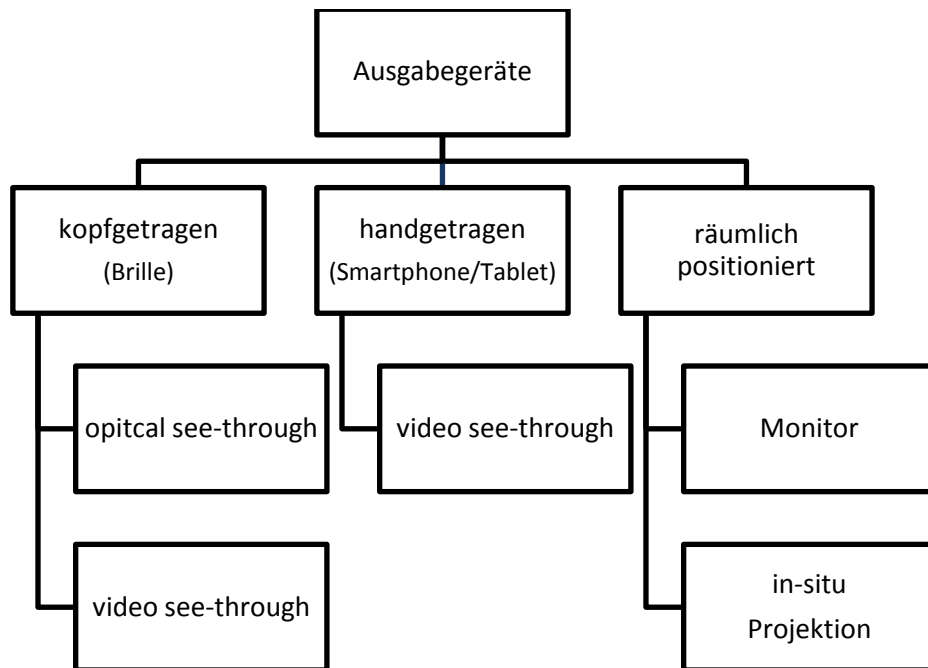 Ausgabegeräte
kopfgetragen
(Brille)
handgetragen
(Smartphone/Tablet)
räumlich
positioniert
opitcal see-through
video see-through
Monitor
video see-through
in-situ
Projektion